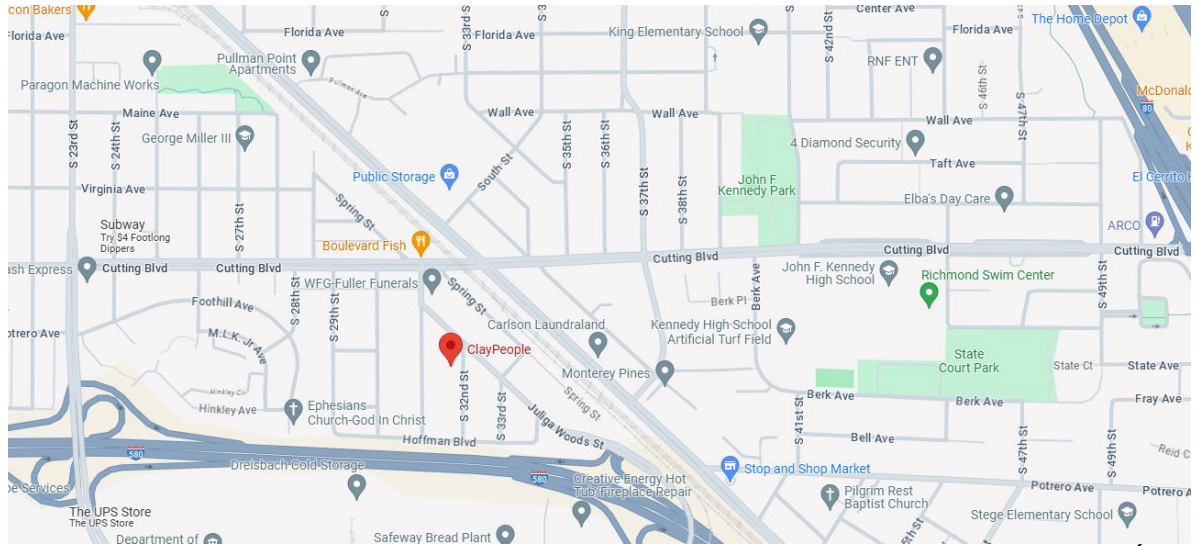 con Bakers
S 33rd St
Center Ave
The Home Depot
Florida Ave
Florida Ave
Florida Ave
King Elementary School
S 42nd St
Florida Ave
RNF ENT
Pullman Point
Apartments
Pullman Ave
Paragon Machine Works
S 46th St
S 47th St
McDonald
80
Maine Ave
Wall Ave
Wall Ave
S 23rd St
S 24th St
George Miller III
S 35th St
S 36th St
4 Diamond Security
Taft Ave
Public Storage
South St
John F
Kennedy Park
El Cerrito
Virginia Ave
Spring St
S 37th St
S 38th St
Elba's Day Care
Subway
Try $4 Footlong
Dippers
S 27th St
ARCO
Boulevard Fish
Cutting Blvd
Cutting Blvd
Cutting Blvd
Cutting Blvd
Cutting Blvd
ash Express
WFG-Fuller Funerals
Spring St
Berk Ave
John F. Kennedy
High School
Richmond Swim Center
S 49th St
Foothill Ave
S 28th St
S 29th St
Berk Pl
otrero Ave
M.L.K. Jr Ave
Carlson Laundraland
Kennedy High School
Artificial Turf Field
ClayPeople
State
Court Park
State Ct
State Ave
Monterey Pines
Hinkley Cir
Hinkley Ave
Ephesians
Church-God In Christ
S 32nd St
S 33rd St
Spring St
Juliga Woods St
S 41st St
Berk Ave
Berk Ave
Fray Ave
Hoffman Blvd
Bell Ave
S 47th St
S 49th St
Reid C
580
580
Dreisbach Cold Storage
Stop and Shop Market
Creative Energy Hot
Tub/Fireplace Repair
Potrero Ave
Potrero A
pe Services
Pilgrim Rest
Baptist Church
The UPS Store
The UPS Store
Stege Elementary School
Department of
Safeway Bread Plant
5th St